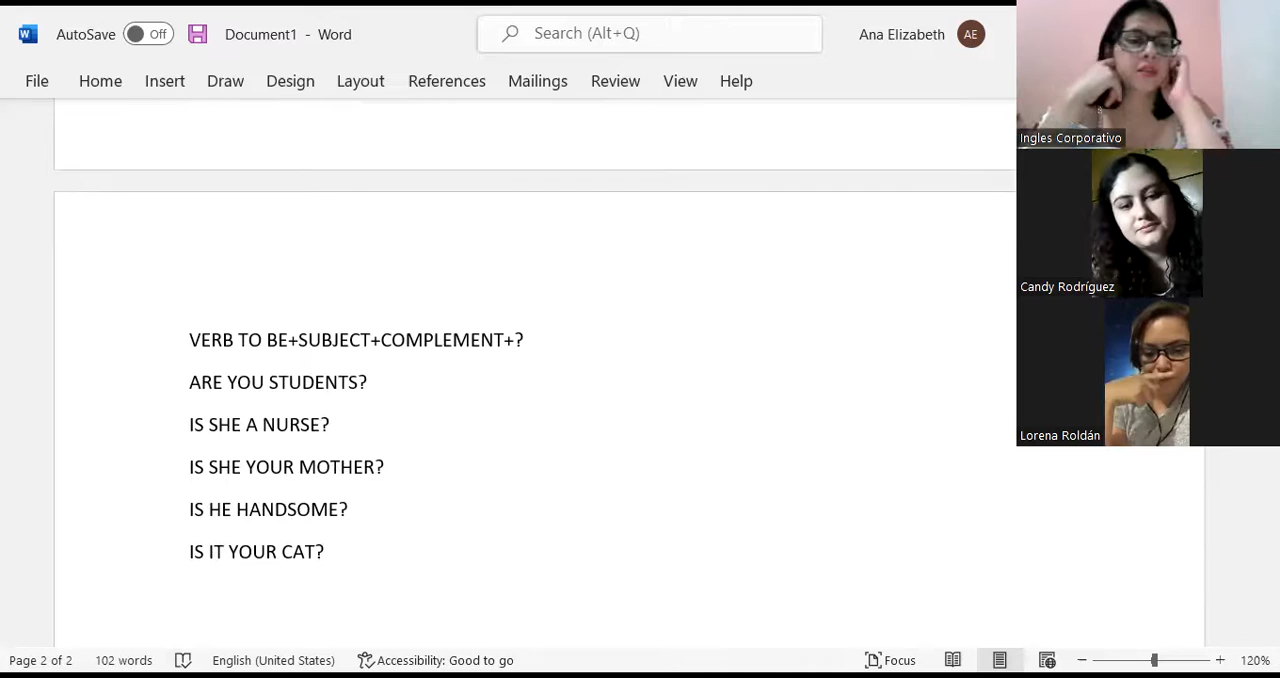 AutoSave Off Document1 - Word Search (Alt+Q) Ana Elizabeth AE
File Home Insert Draw Design Layout References Mailings Review View Help
Ingles Corporativo
Candy Rodríguez
Lorena Roldán
VERB TO BE+SUBJECT+COMPLEMENT+?
ARE YOU STUDENTS?
IS SHE A NURSE?
IS SHE YOUR MOTHER?
IS HE HANDSOME?
IS IT YOUR CAT?
Page 2 of 2 102 words English (United States) Accessibility: Good to go Focus 120%